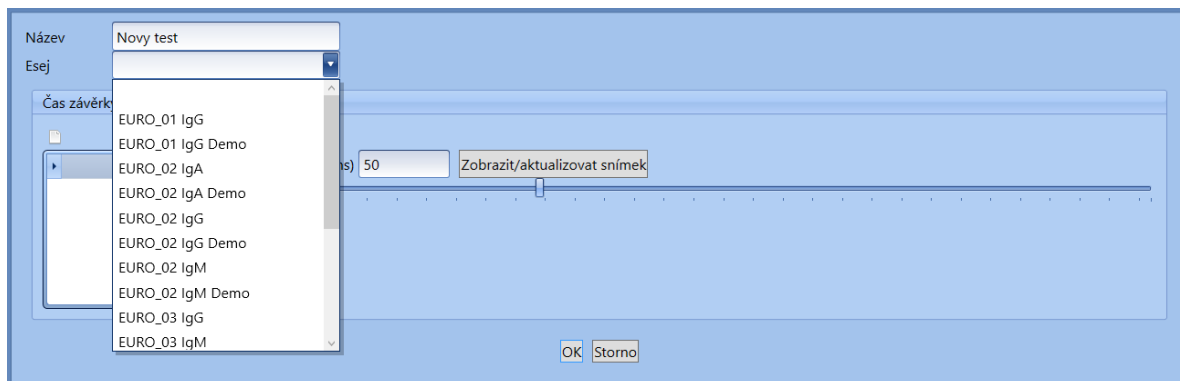 Název Novy test
Esej
Čas závěrky
EURO_01 IgG
EURO_01 IgG Demo
EURO_02 IgA
50 Zobrazit/aktualizovat snímek
EURO_02 IgA Demo
EURO_02 IgG
EURO_02 IgG Demo
EURO_02 IgM
EURO_02 IgM Demo
EURO_03 IgG
EURO_03 IgM
OK Storno